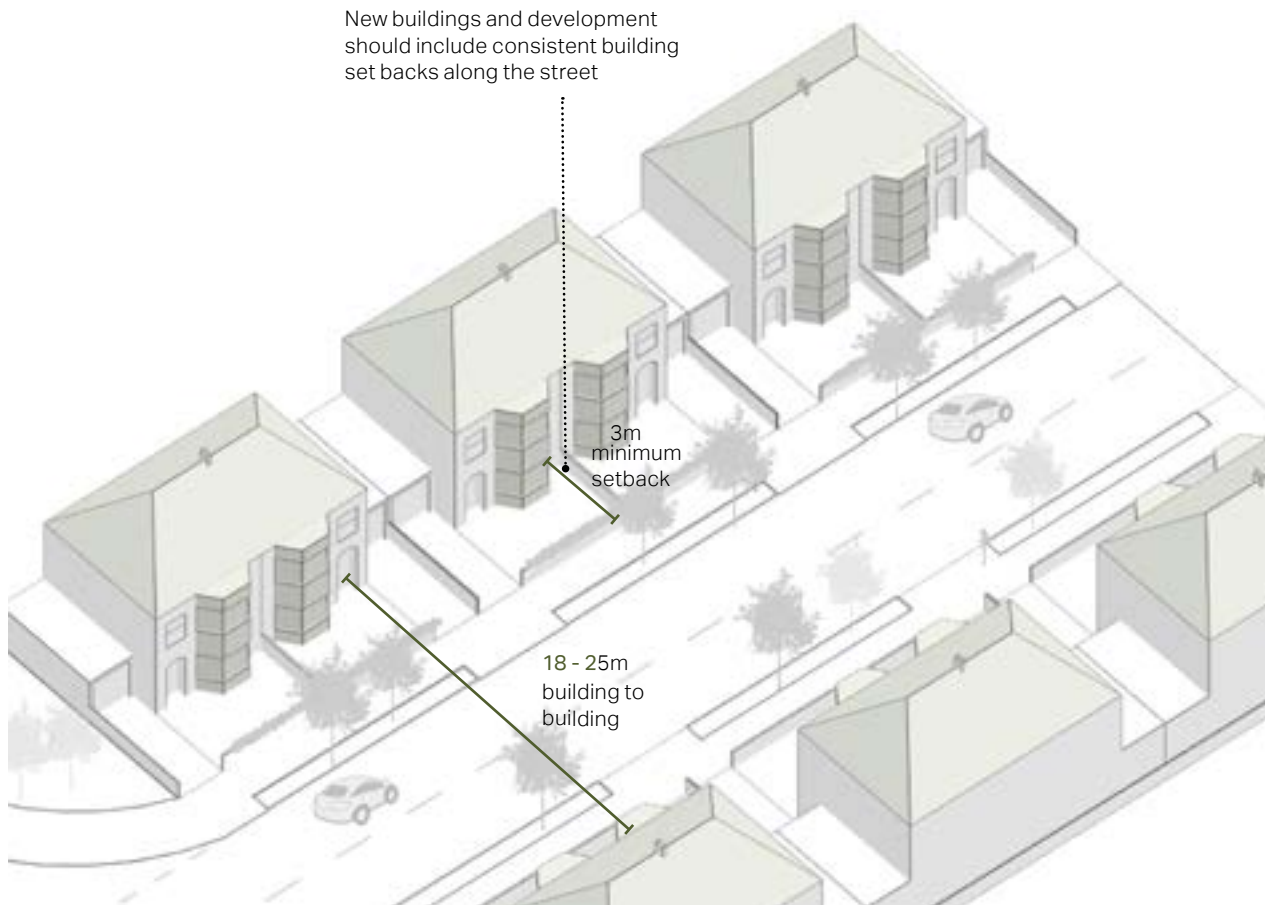 New buildings and development
should include consistent building
set backs along the street
3m
minimum
setback
18 - 25m
building to
building